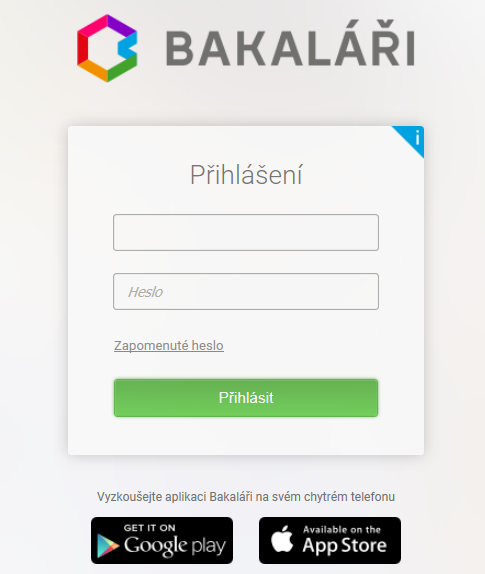 BAKALÁŘI
i
Přihlášení
Heslo
Zapomenuté heslo
Přihlásit
Vyzkoušejte aplikaci Bakaláři na svém chytrém telefonu
GET IT ON
Google play
Available on the
App Store